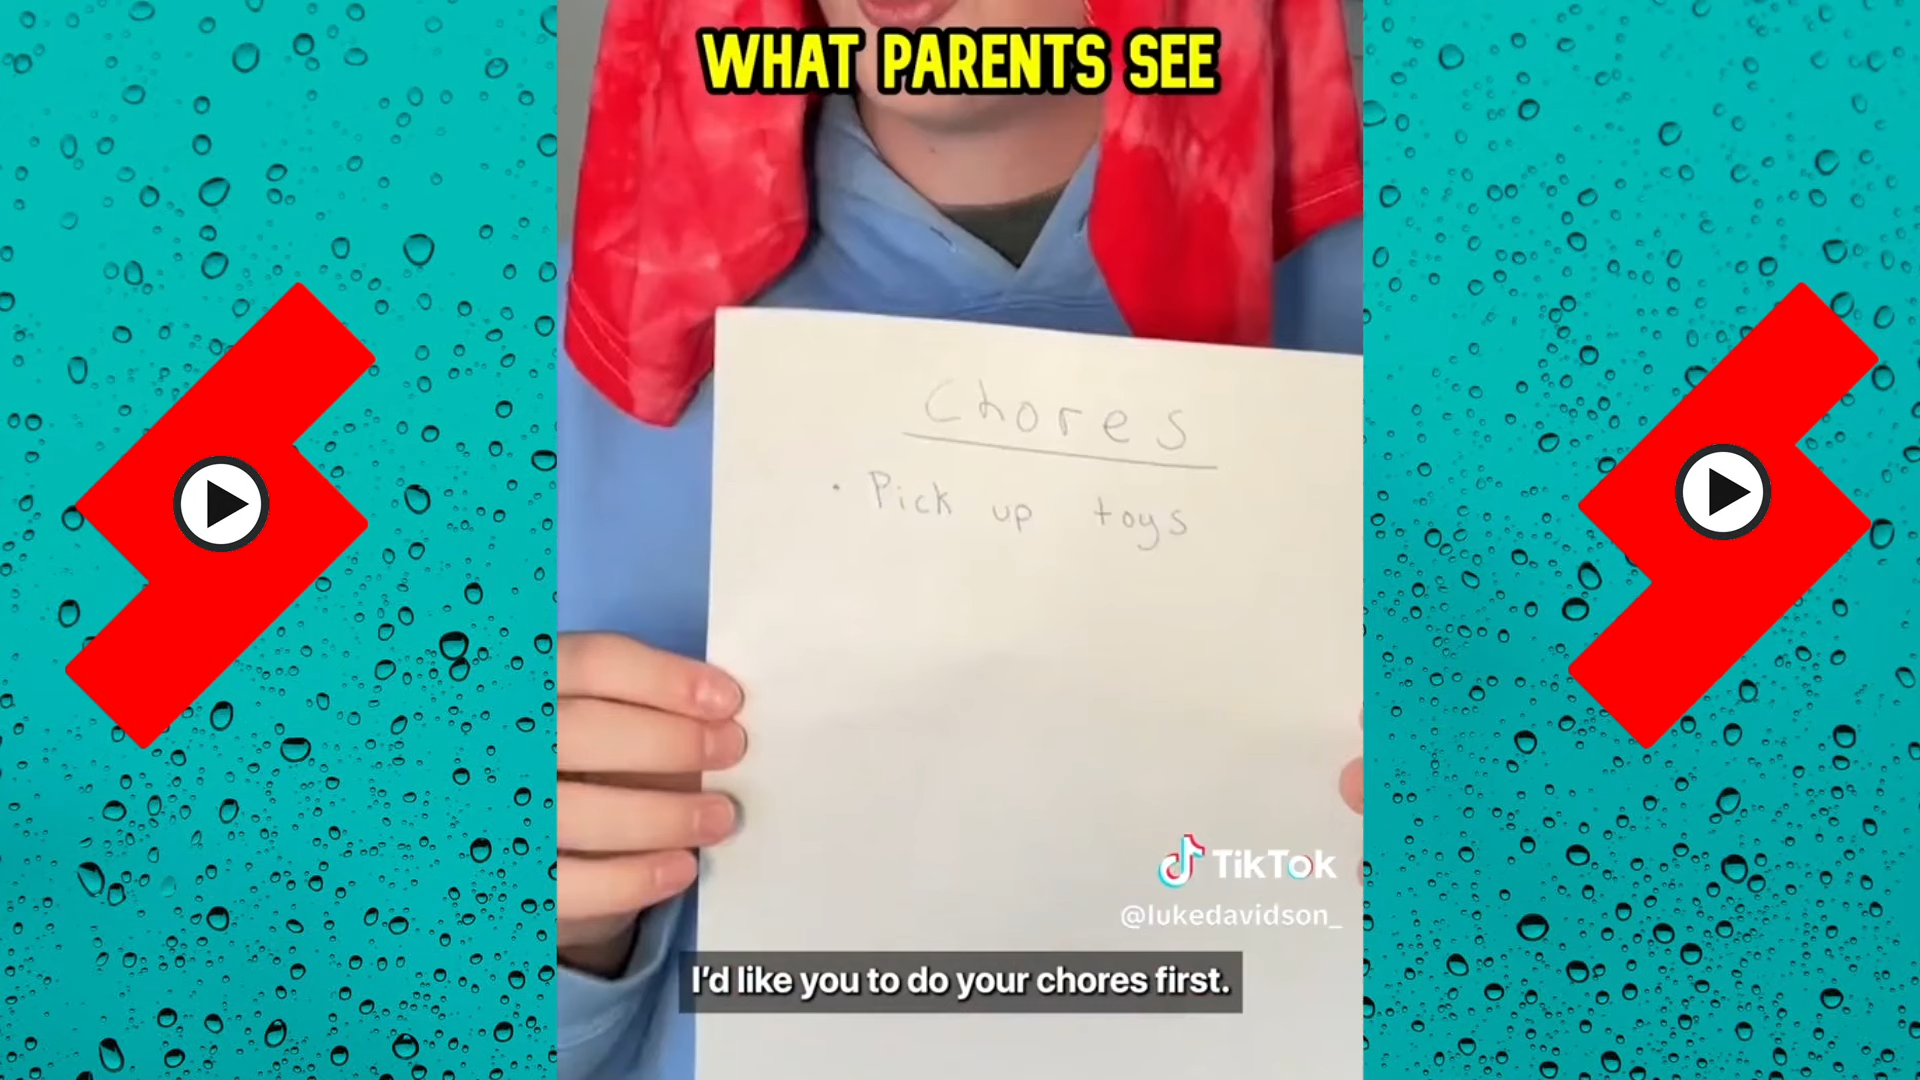 WHAT PARENTS SEE
Chores
• Pick up toys
TikTok
@lukedavidson_
I'd like you to do your chores first.